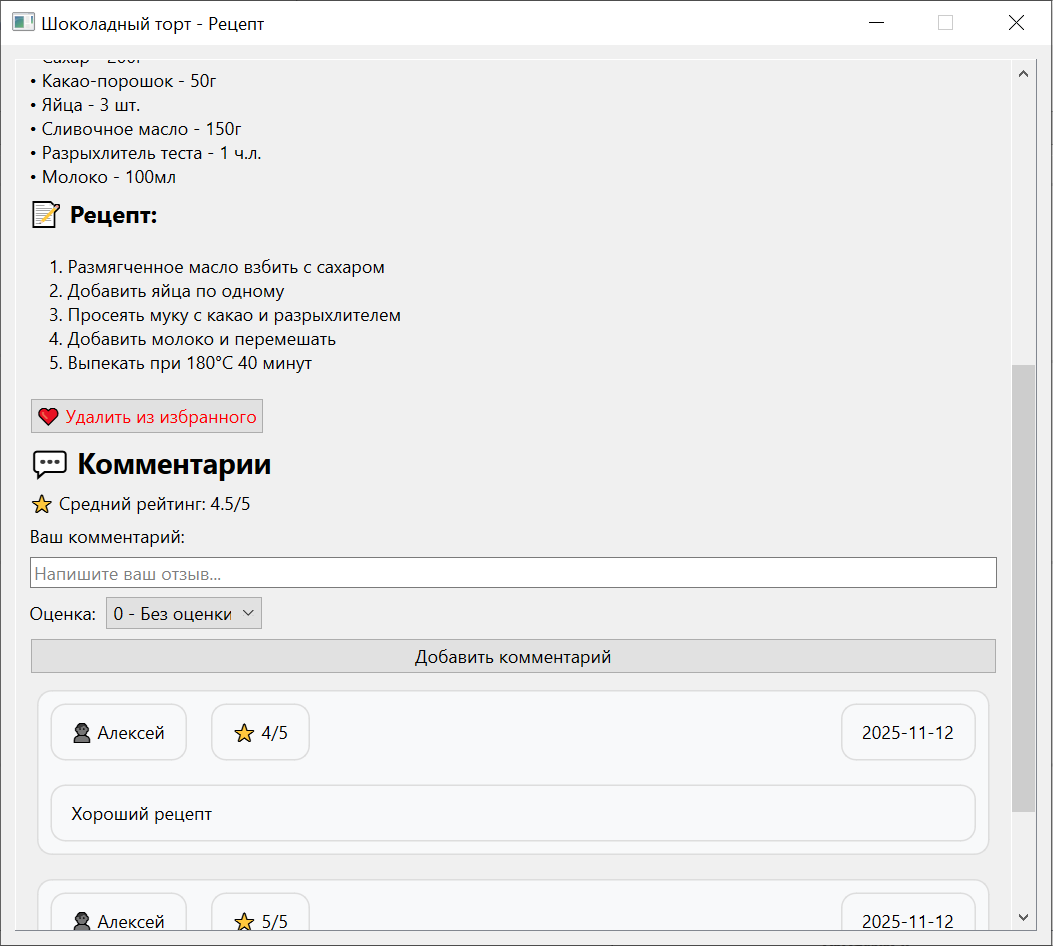 Шоколадный торт - Рецепт
• Сахар - 200г
• Какао-порошок - 50г
• Яйца - 3 шт.
• Сливочное масло - 150г
• Разрыхлитель теста - 1 ч.л.
• Молоко - 100мл
Рецепт:
1. Размягченное масло взбить с сахаром
2. Добавить яйца по одному
3. Просеять муку с какао и разрыхлителем
4. Добавить молоко и перемешать
5. Выпекать при 180°C 40 минут
Удалить из избранного
Комментарии
Средний рейтинг: 4.5/5
Ваш комментарий:
Напишите ваш отзыв...
Оценка: 0 - Без оценки
Добавить комментарий
Алексей 4/5 2025-11-12
Хороший рецепт
Алексей 5/5 2025-11-12